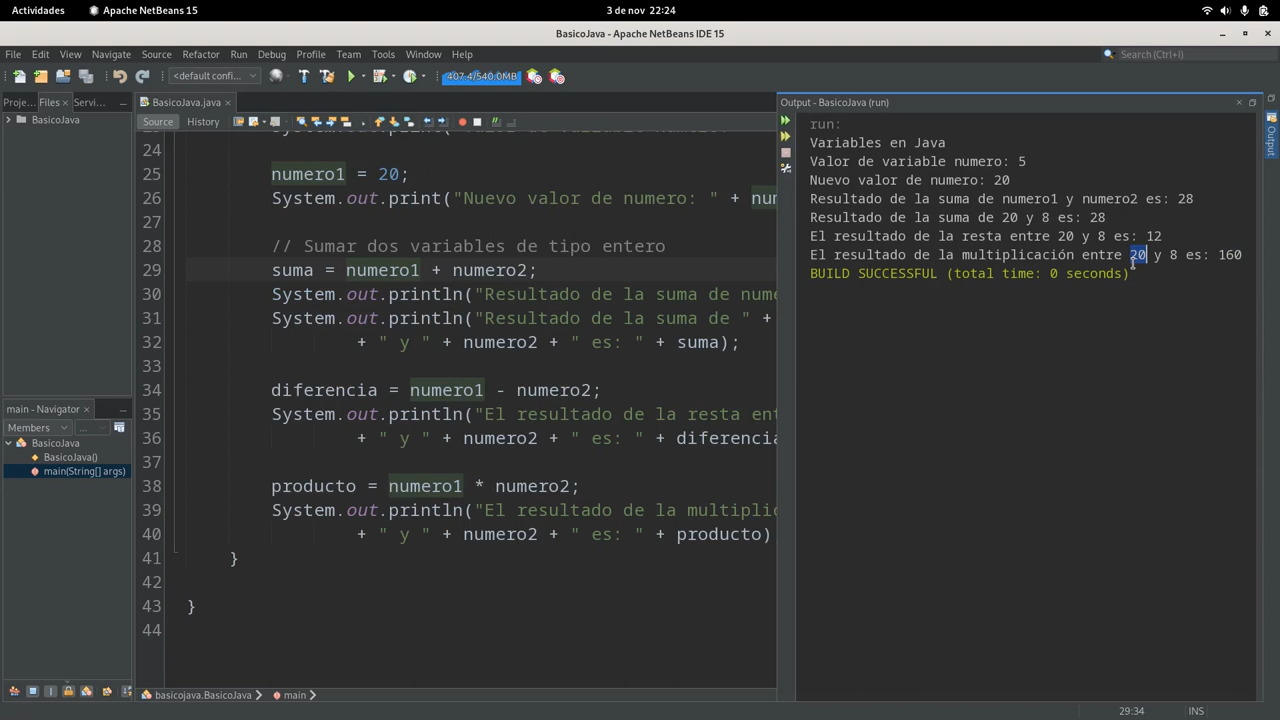 Actividades
Apache NetBeans 15
3 de nov 22:24
BasicoJava - Apache NetBeans IDE 15
File Edit View Navigate Source Refactor Run Debug Profile Team Tools Window Help
Search (Ctrl+I)
<default confi...
407.4/540.0MB
Proje... Files × Servi...
BasicoJava
BasicoJava.java ×
Source History
24
25 numero1 = 20;
26 System.out.print("Nuevo valor de numero: " + num
27
28 // Sumar dos variables de tipo entero
29 suma = numero1 + numero2;
30 System.out.println("Resultado de la suma de nume
31 System.out.println("Resultado de la suma de " +
32 + " y " + numero2 + " es: " + suma);
33
34 diferencia = numero1 - numero2;
35 System.out.println("El resultado de la resta ent
36 + " y " + numero2 + " es: " + diferencia
37
38 producto = numero1 * numero2;
39 System.out.println("El resultado de la multiplic
40 + " y " + numero2 + " es: " + producto)
41 }
42
43 }
44
basicojava.BasicoJava
main
main - Navigator ×
Members
...
BasicoJava
BasicoJava()
main(String[] args)
Output - BasicoJava (run)
run:
Variables en Java
Valor de variable numero: 5
Nuevo valor de numero: 20
Resultado de la suma de numero1 y numero2 es: 28
Resultado de la suma de 20 y 8 es: 28
El resultado de la resta entre 20 y 8 es: 12
El resultado de la multiplicación entre 20 y 8 es: 160
BUILD SUCCESSFUL (total time: 0 seconds)
Output
29:34
INS